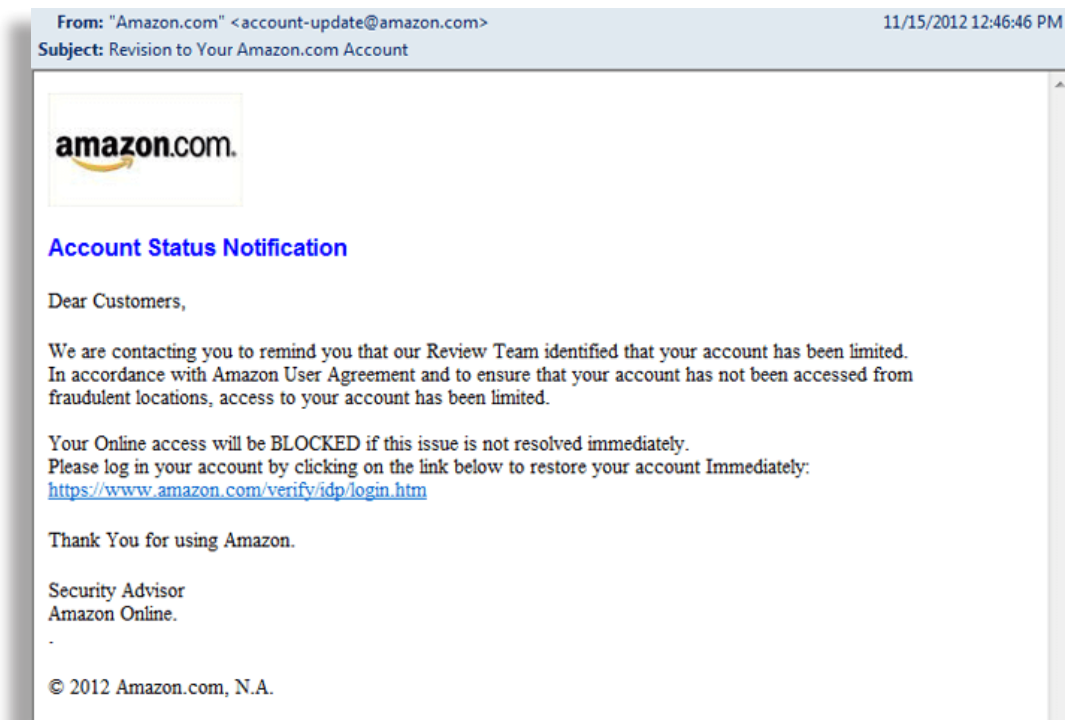 From: "Amazon.com" <account-update@amazon.com> 11/15/2012 12:46:46 PM
Subject: Revision to Your Amazon.com Account
amazon.com.
Account Status Notification
Dear Customers,
We are contacting you to remind you that our Review Team identified that your account has been limited.
In accordance with Amazon User Agreement and to ensure that your account has not been accessed from
fraudulent locations, access to your account has been limited.
Your Online access will be BLOCKED if this issue is not resolved immediately.
Please log in your account by clicking on the link below to restore your account Immediately:
https://www.amazon.com/verify/idp/login.htm
Thank You for using Amazon.
Security Advisor
Amazon Online.
.
© 2012 Amazon.com, N.A.